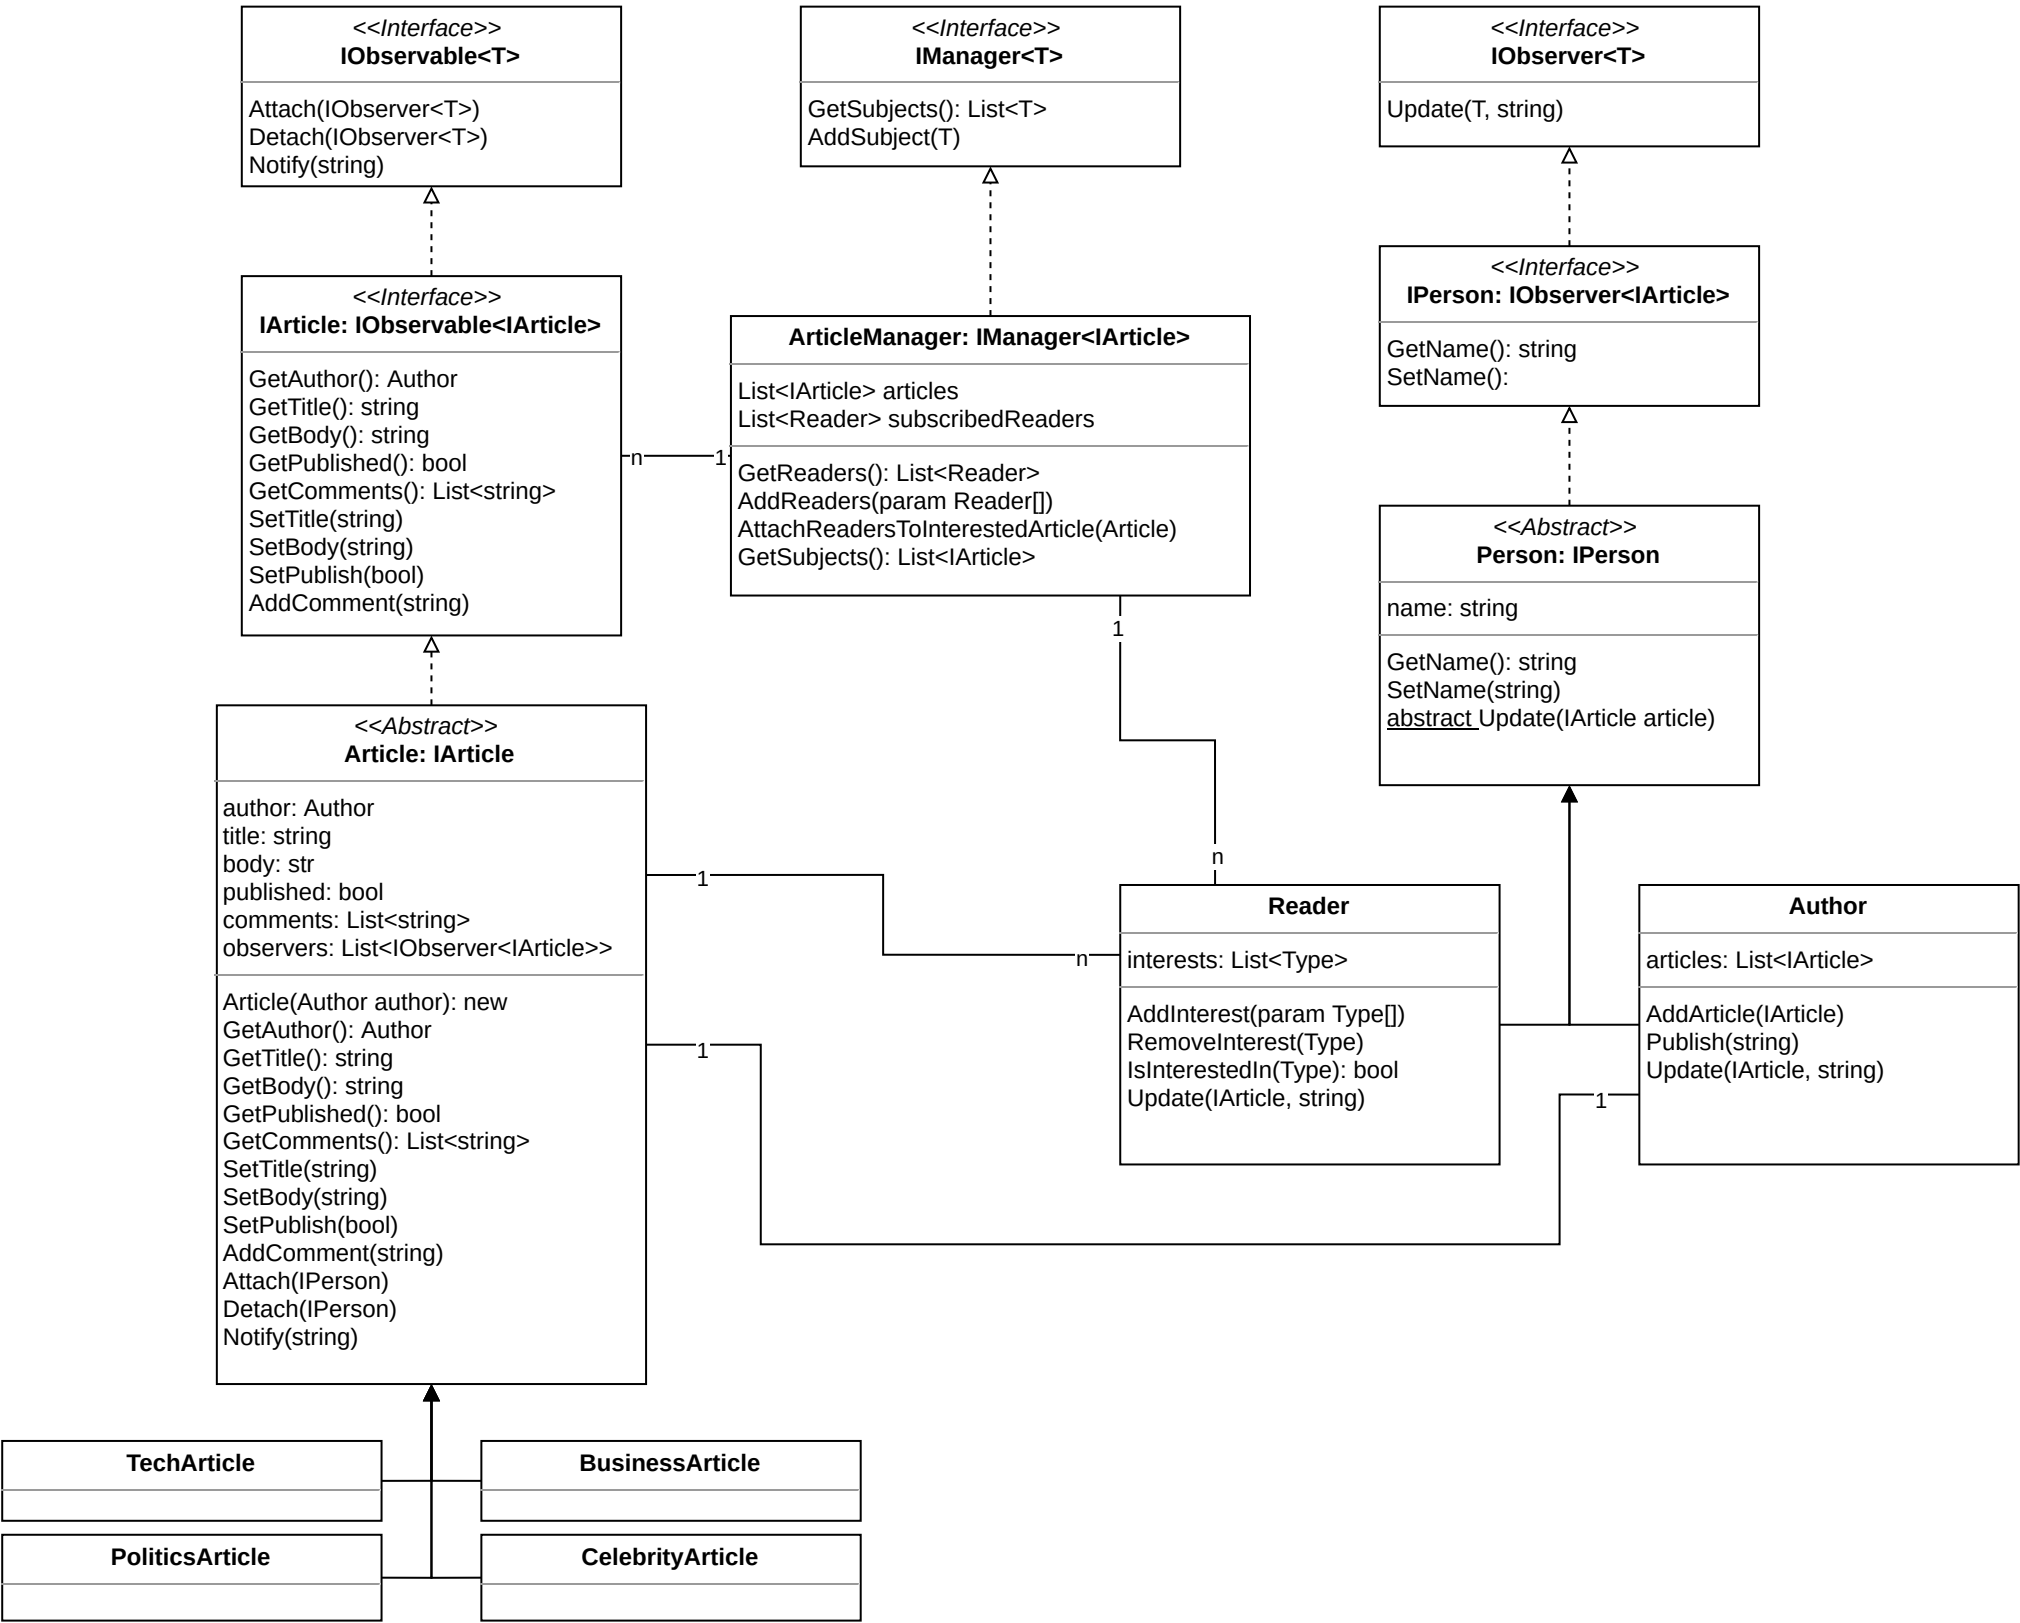 <<Interface>>
IObservable<T>
Attach(IObserver<T>)
Detach(IObserver<T>)
Notify(string)
<<Interface>>
IManager<T>
GetSubjects(): List<T>
AddSubject(T)
<<Interface>>
IObserver<T>
Update(T, string)
<<Interface>>
IArticle: IObservable<IArticle>
GetAuthor(): Author
GetTitle(): string
GetBody(): string
GetPublished(): bool
GetComments(): List<string>
SetTitle(string)
SetBody(string)
SetPublish(bool)
AddComment(string)
n
1
ArticleManager: IManager<IArticle>
List<IArticle> articles
List<Reader> subscribedReaders
GetReaders(): List<Reader>
AddReaders(param Reader[])
AttachReadersToInterestedArticle(Article)
GetSubjects(): List<IArticle>
1
n
<<Interface>>
IPerson: IObserver<IArticle>
GetName(): string
SetName():
<<Abstract>>
Person: IPerson
name: string
GetName(): string
SetName(string)
abstract Update(IArticle article)
<<Abstract>>
Article: IArticle
author: Author
title: string
body: str
published: bool
comments: List<string>
observers: List<IObserver<IArticle>>
Article(Author author): new
GetAuthor(): Author
GetTitle(): string
GetBody(): string
GetPublished(): bool
GetComments(): List<string>
SetTitle(string)
SetBody(string)
SetPublish(bool)
AddComment(string)
Attach(IPerson)
Detach(IPerson)
Notify(string)
1
n
1
1
Reader
interests: List<Type>
AddInterest(param Type[])
RemoveInterest(Type)
IsInterestedIn(Type): bool
Update(IArticle, string)
Author
articles: List<IArticle>
AddArticle(IArticle)
Publish(string)
Update(IArticle, string)
TechArticle
BusinessArticle
PoliticsArticle
CelebrityArticle